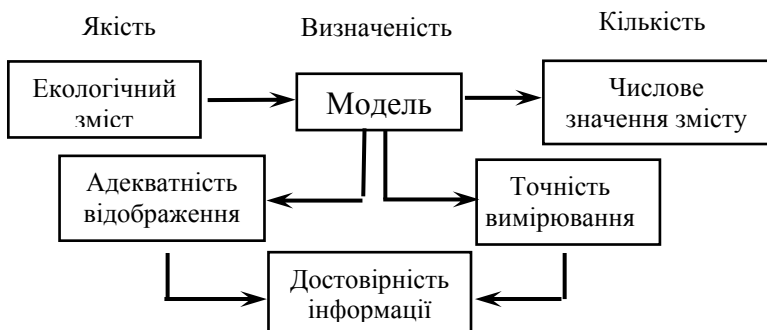 Якість
Визначеність
Кількість
Екологічний
зміст
Модель
Числове
значення змісту
Адекватність
відображення
Точність
вимірювання
Достовірність
інформації